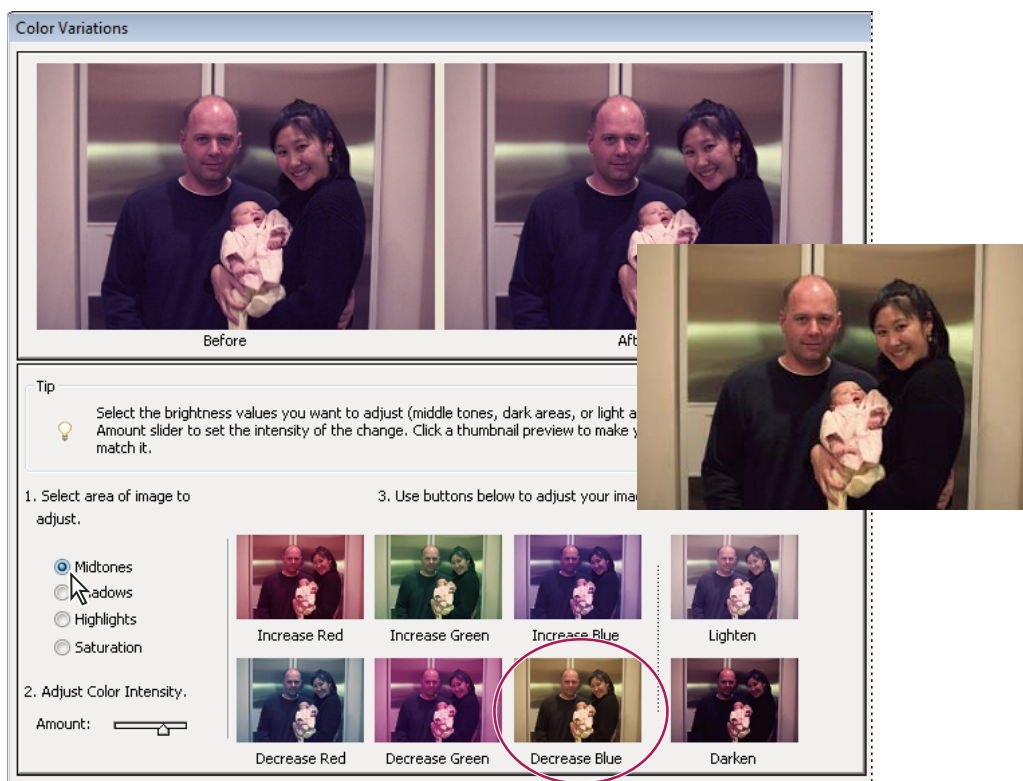 Color Variations
Before
Aft
Tip
Select the brightness values you want to adjust (middle tones, dark areas, or light a
Amount slider to set the intensity of the change. Click a thumbnail preview to make y
match it.
1. Select area of image to
adjust.
3. Use buttons below to adjust your ima
Midtones
adows
Highlights
Saturation
Increase Red
Increase Green
Increase Blue
Lighten
2. Adjust Color Intensity.
Amount:
Decrease Red
Decrease Green
Decrease Blue
Darken